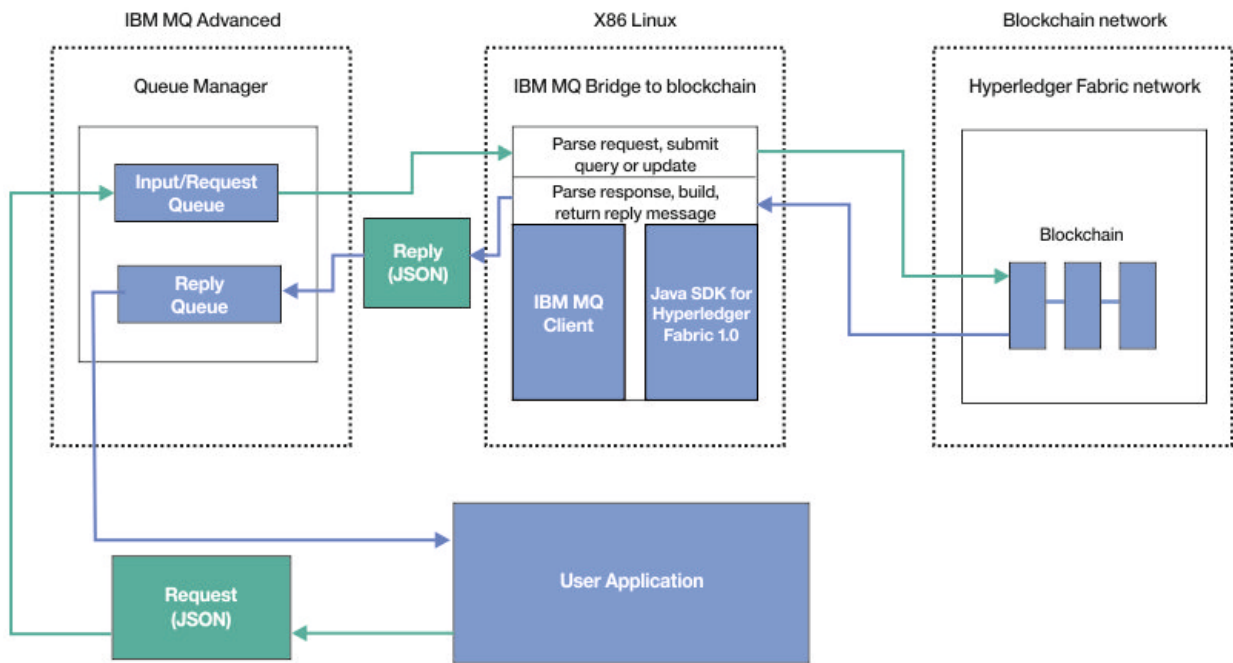 IBM MQ Advanced
X86 Linux
Blockchain network
Queue Manager
IBM MQ Bridge to blockchain
Hyperledger Fabric network
Input/Request
Queue
Parse request, submit
query or update
Parse response, build,
return reply message
Reply
(JSON)
Reply
Queue
IBM MQ
Client
Java SDK for
Hyperledger
Fabric 1.0
Blockchain
Request
(JSON)
User Application